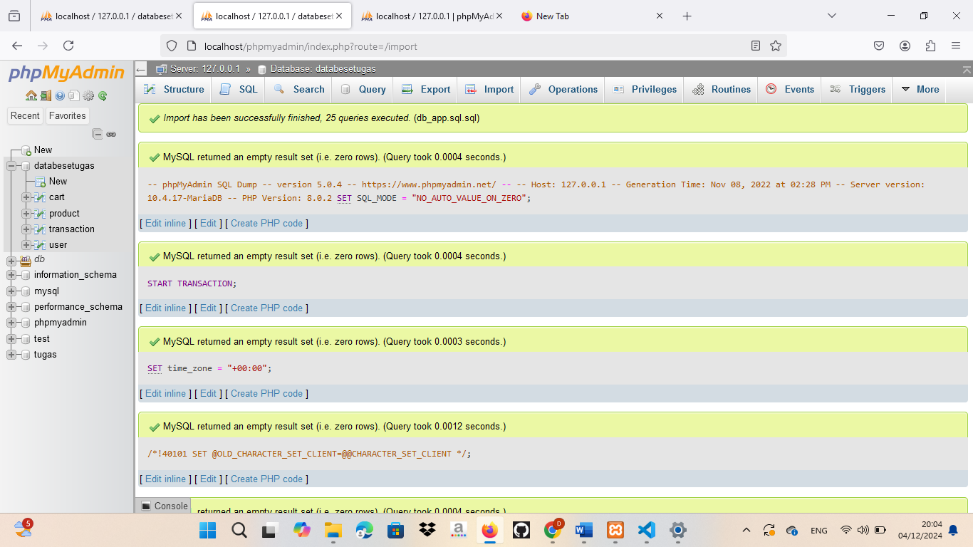 localhost / 127.0.0.1 / databeset
localhost / 127.0.0.1 / databeset
localhost / 127.0.0.1 | phpMyAd
New Tab
localhost/phpmyadmin/index.php?route=/import
phpMyAdmin
Recent
Favorites
New
databesetugas
New
cart
product
transaction
user
db
information_schema
mysql
performance_schema
phpmyadmin
test
tugas
Server: 127.0.0.1 » Database: databesetugas
Structure SQL Search Query Export Import Operations Privileges Routines Events Triggers More
Import has been successfully finished, 25 queries executed. (db_app.sql.sql)
MySQL returned an empty result set (i.e. zero rows). (Query took 0.0004 seconds.)
-- phpMyAdmin SQL Dump -- version 5.0.4 -- https://www.phpmyadmin.net/ -- -- Host: 127.0.0.1 -- Generation Time: Nov 08, 2022 at 02:28 PM -- Server version:
10.4.17-MariaDB -- PHP Version: 8.0.2 SET SQL_MODE = "NO_AUTO_VALUE_ON_ZERO";
[ Edit inline ] [ Edit ] [ Create PHP code ]
MySQL returned an empty result set (i.e. zero rows). (Query took 0.0004 seconds.)
START TRANSACTION;
[ Edit inline ] [ Edit ] [ Create PHP code ]
MySQL returned an empty result set (i.e. zero rows). (Query took 0.0003 seconds.)
SET time_zone = "+00:00";
[ Edit inline ] [ Edit ] [ Create PHP code ]
MySQL returned an empty result set (i.e. zero rows). (Query took 0.0012 seconds.)
/*!40101 SET @OLD_CHARACTER_SET_CLIENT=@@CHARACTER_SET_CLIENT */;
[ Edit inline ] [ Edit ] [ Create PHP code ]
Console
returned an empty result set (i.e. zero rows). (Query took 0.0004 seconds.)
5
a
0
ENG
20:04
04/12/2024